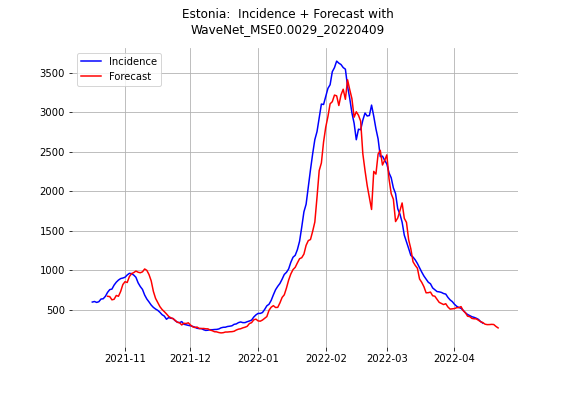 Estonia:  Incidence + Forecast with
WaveNet_MSE0.0029_20220409
Incidence
Forecast
3500
3000
2500
2000
1500
1000
500
2021-11 2021-12 2022-01 2022-02 2022-03 2022-04